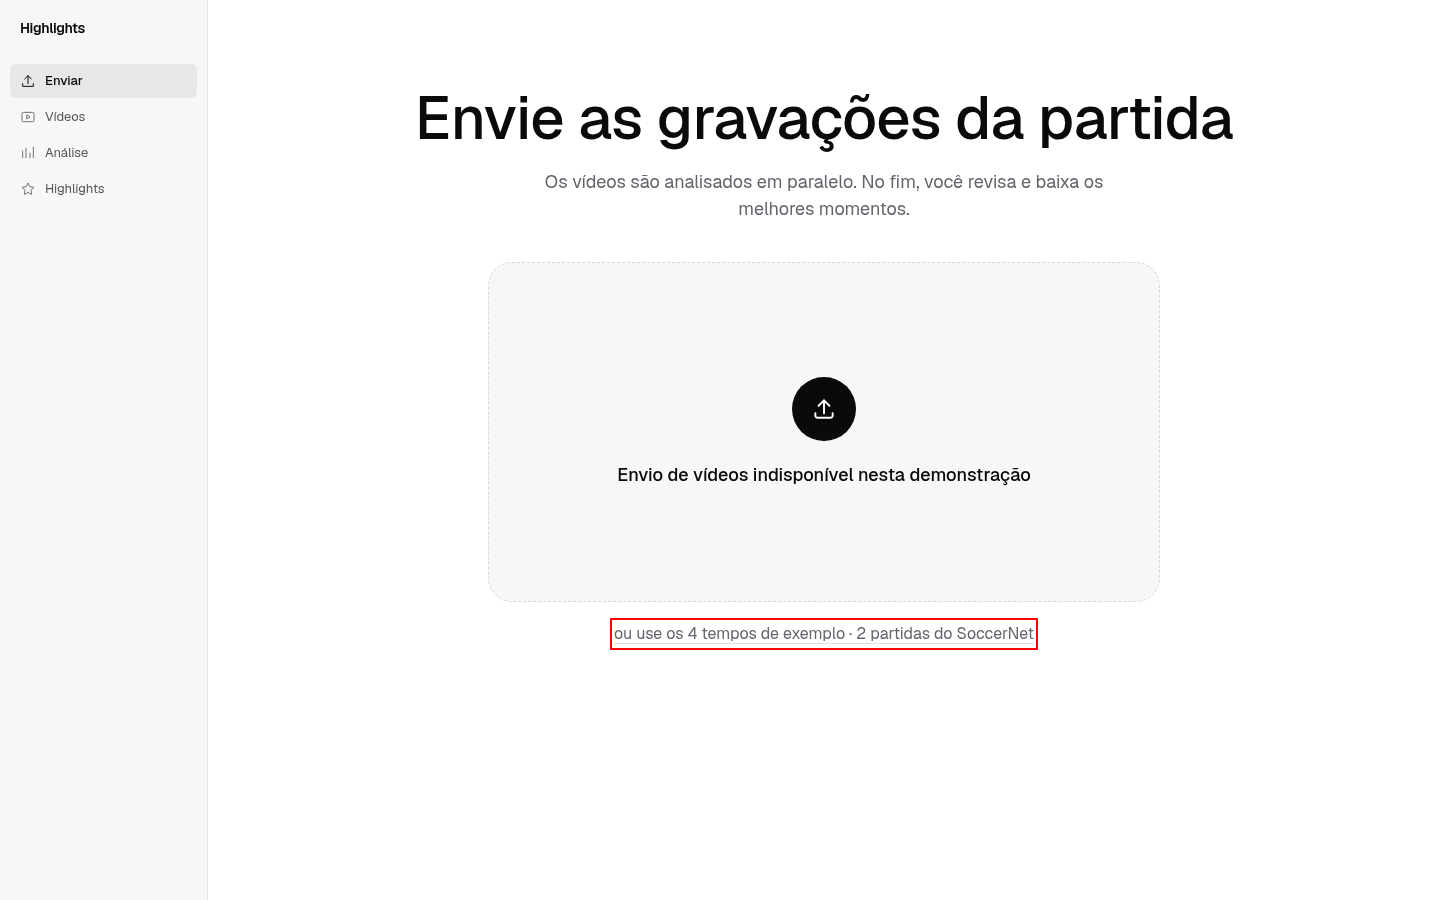 Highlights
Enviar
Vídeos
Análise
Highlights
Envie as gravações da partida
Os vídeos são analisados em paralelo. No fim, você revisa e baixa os
melhores momentos.
Envio de vídeos indisponível nesta demonstração
ou use os 4 tempos de exemplo · 2 partidas do SoccerNet